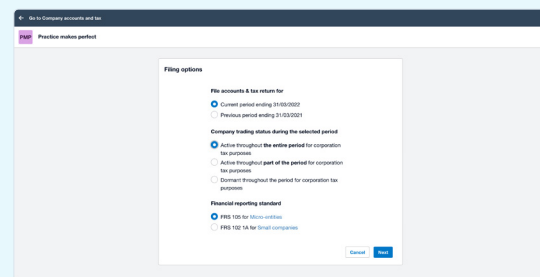 ← Go to Company accounts and tax
PMP Practice makes perfect
Filing options
File accounts & tax return for
Current period ending 31/03/2022
Previous period ending 31/03/2021
Company trading status during the selected period
Active throughout the entire period for corporation
tax purposes
Active throughout part of the period for corporation
tax purposes
Dormant throughout the period for corporation tax
purposes
Financial reporting standard
FRS 105 for Micro-entities
FRS 102 1A for Small companies
Cancel Next